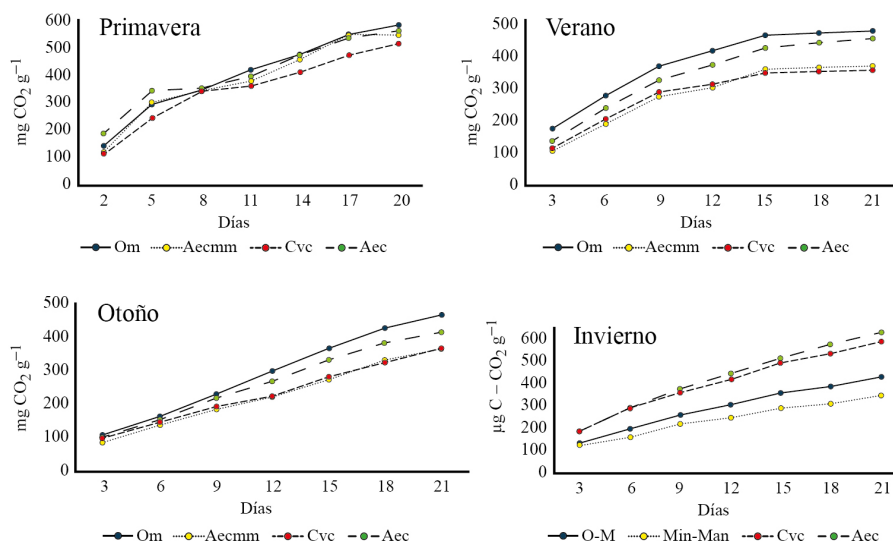 Primavera
mg CO₂ g⁻¹
600
500
400
300
200
100
0
2 5 8 11 14 17 20
Días
Om Aecmm Cvc Aec
Verano
mg CO₂ g⁻¹
500
400
300
200
100
0
3 6 9 12 15 18 21
Días
Om Aecmm Cvc Aec
Otoño
mg CO₂ g⁻¹
500
400
300
200
100
0
3 6 9 12 15 18 21
Días
Om Aecmm Cvc Aec
Invierno
µg C – CO₂ g⁻¹
600
500
400
300
200
100
0
3 6 9 12 15 18 21
Días
O-M Min-Man Cvc Aec